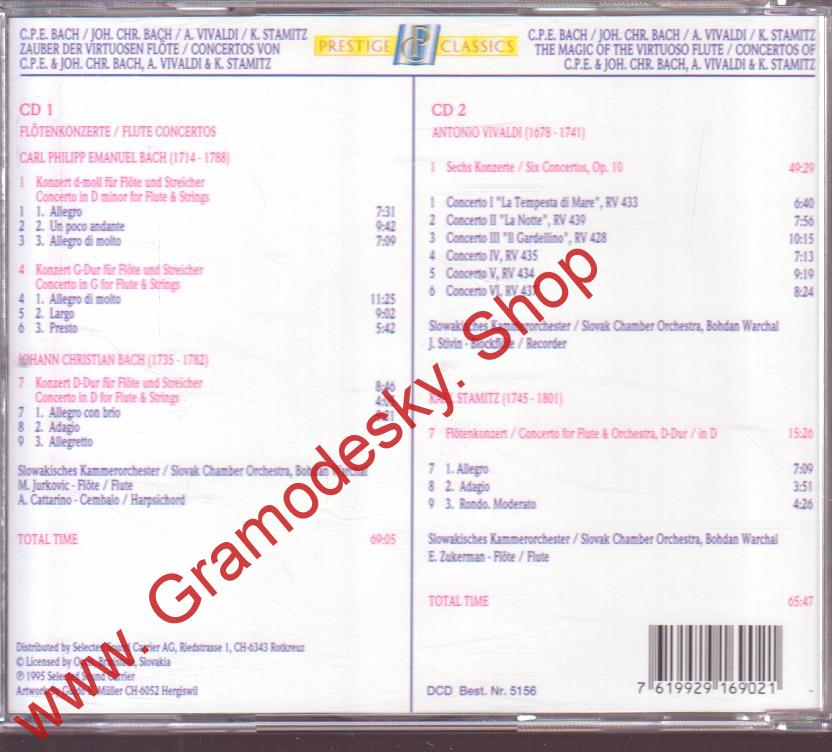 C.P.E. BACH / JOH. CHR. BACH / A. VIVALDI / K. STAMITZ
ZAUBER DER VIRTUOSEN FLÖTE / CONCERTOS VON
C.P.E. & JOH. CHR. BACH, A. VIVALDI & K. STAMITZ
PRESTIGE CP CLASSICS
C.P.E. BACH / JOH. CHR. BACH / A. VIVALDI / K. STAMITZ
THE MAGIC OF THE VIRTUOSO FLUTE / CONCERTOS OF
C.P.E. & JOH. CHR. BACH, A. VIVALDI & K. STAMITZ
CD 1
FLÖTENKONZERTE / FLUTE CONCERTOS
CARL PHILIPP EMANUEL BACH (1714 - 1788)
1 Konzert d-moll für Flöte und Streicher
Concerto in D minor for Flute & Strings
1 1. Allegro 7:31
2 2. Un poco andante 9:42
3 3. Allegro di molto 7:09
4 Konzert G-Dur für Flöte und Streicher
Concerto in G for Flute & Strings
4 1. Allegro di molto 11:25
5 2. Largo 9:02
6 3. Presto 5:42
JOHANN CHRISTIAN BACH (1735 - 1782)
7 Konzert D-Dur für Flöte und Streicher 8:46
Concerto in D for Flute & Strings
7 1. Allegro con brio
8 2. Adagio
9 3. Allegretto
Slowakisches Kammerorchester / Slovak Chamber Orchestra, Bohdan Warchal
M. Jurkovic - Flöte / Flute
A. Cattarino - Cembalo / Harpsichord
TOTAL TIME 69:05
Distributed by Selected Sound Carrier AG, Riedstrasse 1, CH-6343 Rotkreuz
© Licensed by Opus Bratislava, Slovakia
℗ 1995 Selected Sound Carrier
Artwork by Guido Müller CH-6052 Hergiswil
CD 2
ANTONIO VIVALDI (1678 - 1741)
1 Sechs Konzerte / Six Concertos, Op. 10 49:29
1 Concerto I "La Tempesta di Mare", RV 433 6:40
2 Concerto II "La Notte", RV 439 7:56
3 Concerto III "Il Gardellino", RV 428 10:15
4 Concerto IV, RV 435 7:13
5 Concerto V, RV 434 9:19
6 Concerto VI, RV 437 8:24
Slowakisches Kammerorchester / Slovak Chamber Orchestra, Bohdan Warchal
J. Stivin - Blockflöte / Recorder
KARL STAMITZ (1745 - 1801)
7 Flötenkonzert / Concerto for Flute & Orchestra, D-Dur / in D 15:26
7 1. Allegro 7:09
8 2. Adagio 3:51
9 3. Rondo. Moderato 4:26
Slowakisches Kammerorchester / Slovak Chamber Orchestra, Bohdan Warchal
E. Zukerman - Flöte / Flute
TOTAL TIME 65:47
DCD Best. Nr. 5156
7 619929 169021
www. Gramodesky. Shop